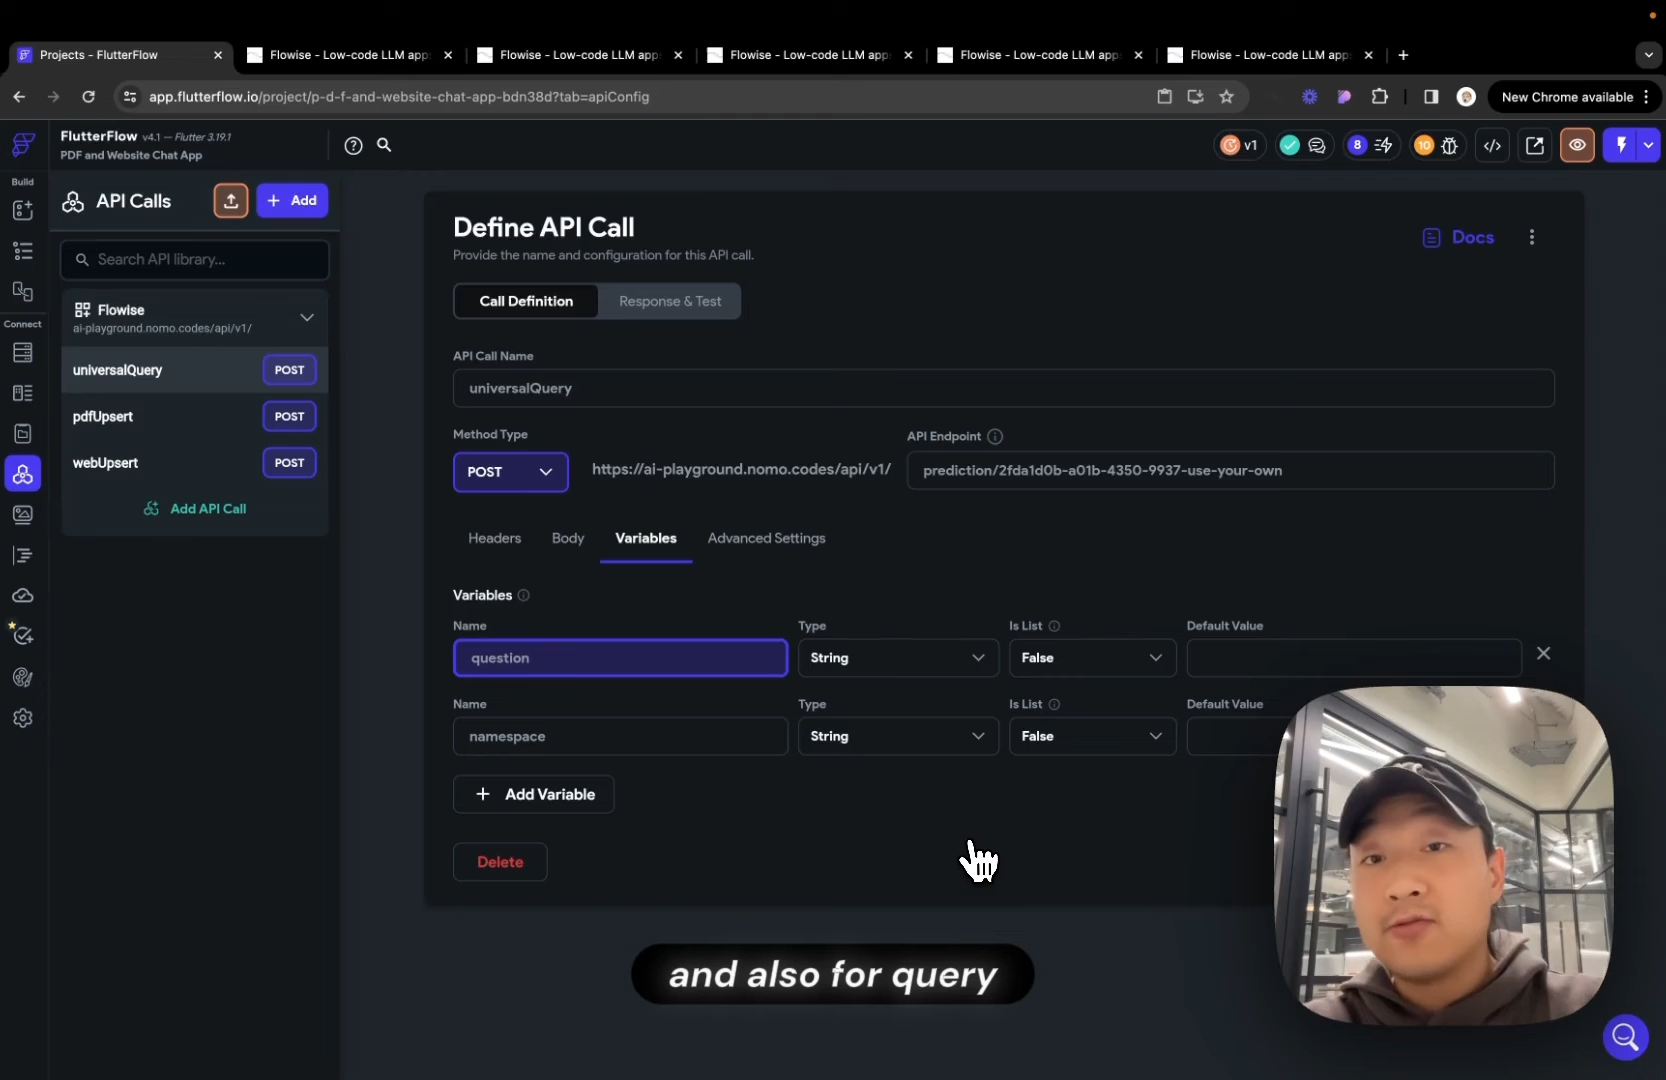 Projects - FlutterFlow
Flowise - Low-code LLM app
Flowise - Low-code LLM app
Flowise - Low-code LLM app
Flowise - Low-code LLM app
Flowise - Low-code LLM app
app.flutterflow.io/project/p-d-f-and-website-chat-app-bdn38d?tab=apiConfig
New Chrome available
FlutterFlow v4.1 — Flutter 3.19.1
PDF and Website Chat App
v1
8
10
Build
Connect
API Calls
+ Add
Search API library...
Flowise
ai-playground.nomo.codes/api/v1/
universalQuery POST
pdfUpsert POST
webUpsert POST
Add API Call
Define API Call
Provide the name and configuration for this API call.
Docs
Call Definition Response & Test
API Call Name
universalQuery
Method Type API Endpoint
POST https://ai-playground.nomo.codes/api/v1/ prediction/2fda1d0b-a01b-4350-9937-use-your-own
Headers Body Variables Advanced Settings
Variables
Name Type Is List Default Value
question String False
Name Type Is List Default Value
namespace String False
+ Add Variable
Delete
and also for query